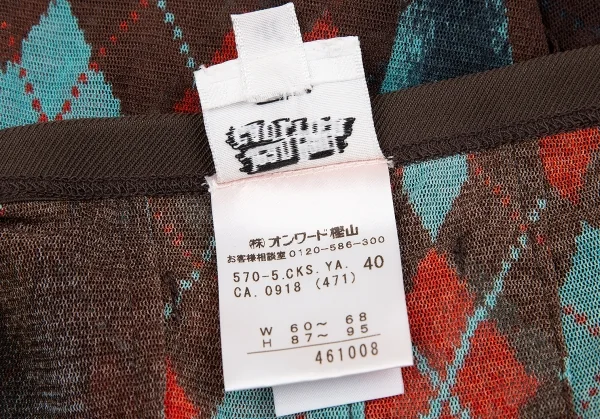 ㈱ オンワード樫山
お客様相談室 0120-586-300
570-5.CKS.YA. 40
CA. 0918 (471)
W 60～ 68
H 87～ 95
461008